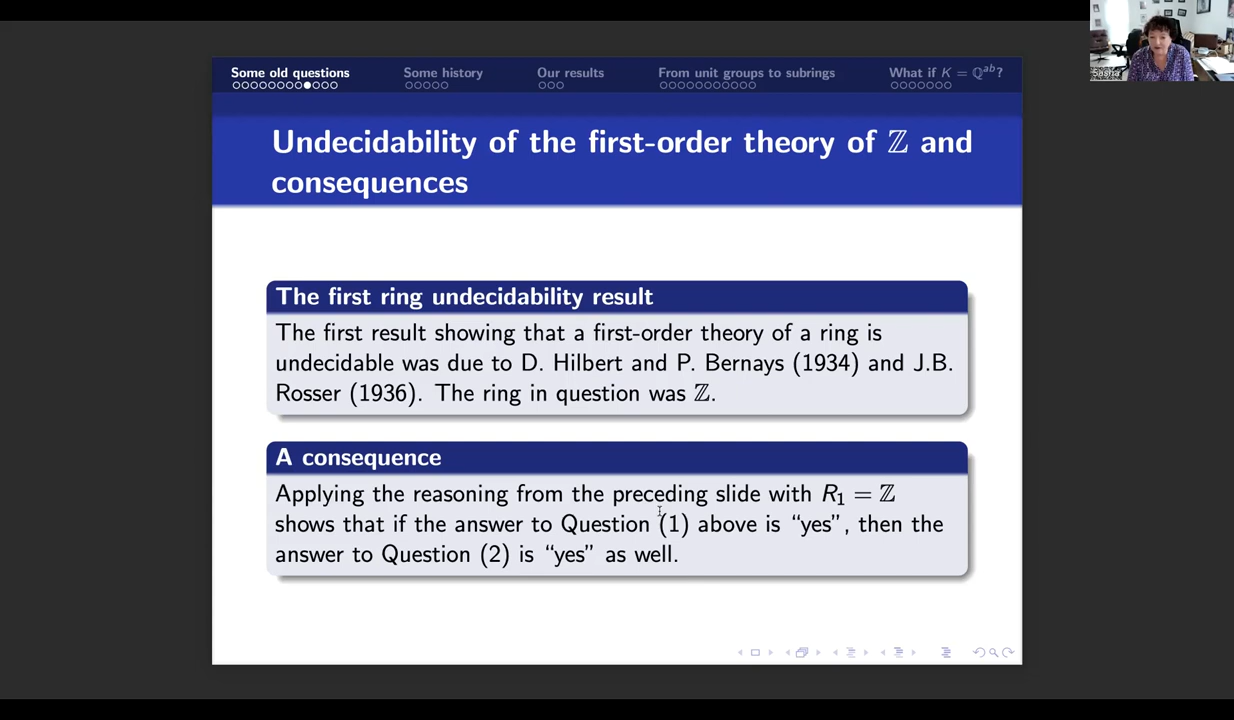 Some old questions
Some history
Our results
From unit groups to subrings
What if K = ℚ^{ab}?
Undecidability of the first-order theory of ℤ and
consequences
The first ring undecidability result
The first result showing that a first-order theory of a ring is
undecidable was due to D. Hilbert and P. Bernays (1934) and J.B.
Rosser (1936). The ring in question was ℤ.
A consequence
Applying the reasoning from the preceding slide with R₁ = ℤ
shows that if the answer to Question (1) above is “yes”, then the
answer to Question (2) is “yes” as well.
Sasha